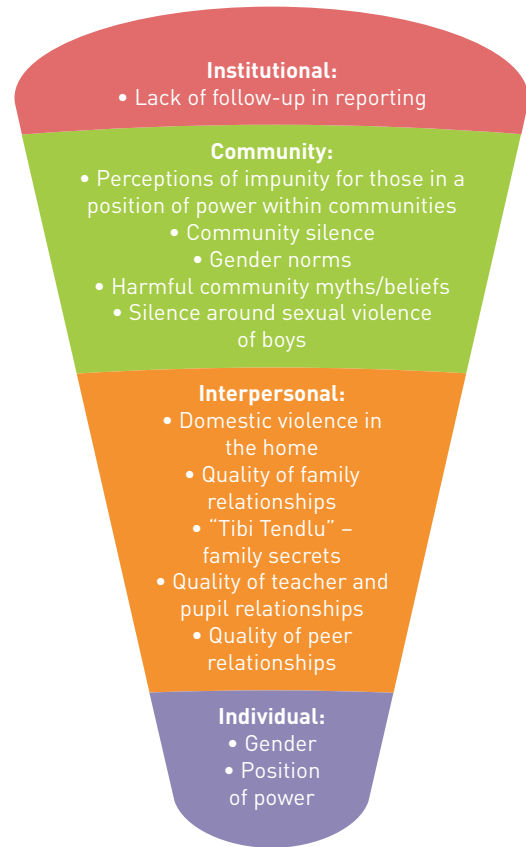 Institutional:
• Lack of follow-up in reporting
Community:
• Perceptions of impunity for those in a
position of power within communities
• Community silence
• Gender norms
• Harmful community myths/beliefs
• Silence around sexual violence
of boys
Interpersonal:
• Domestic violence in
the home
• Quality of family
relationships
• “Tibi Tendlu” –
family secrets
• Quality of teacher and
pupil relationships
• Quality of peer
relationships
Individual:
• Gender
• Position
of power